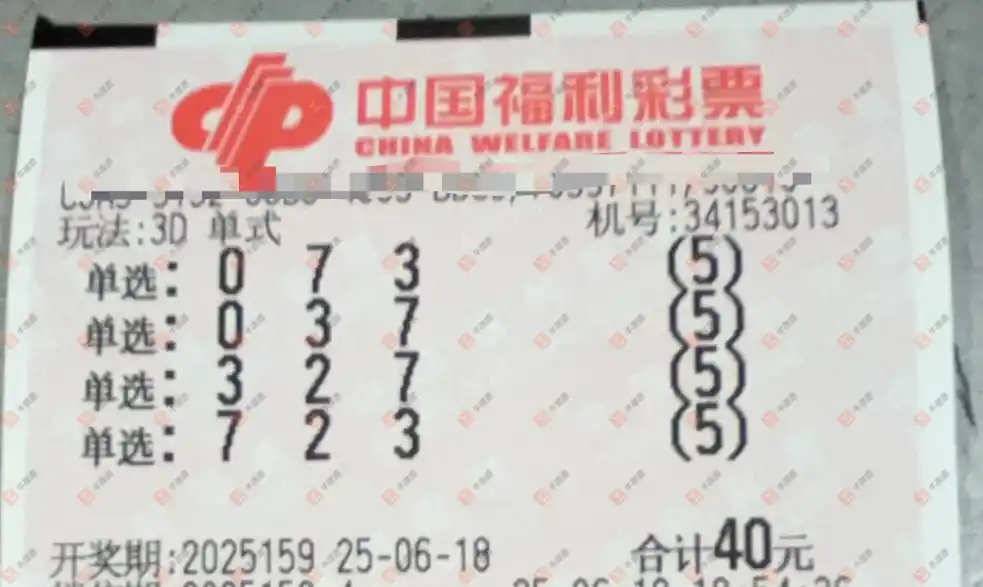 中国福利彩票
CHINA WELFARE LOTTERY
玩法:3D 单式 机号:34153013
单选: 0 7 3 (5)
单选: 0 3 7 (5)
单选: 3 2 7 (5)
单选: 7 2 3 (5)
开奖期:2025159 25-06-18 合计40元